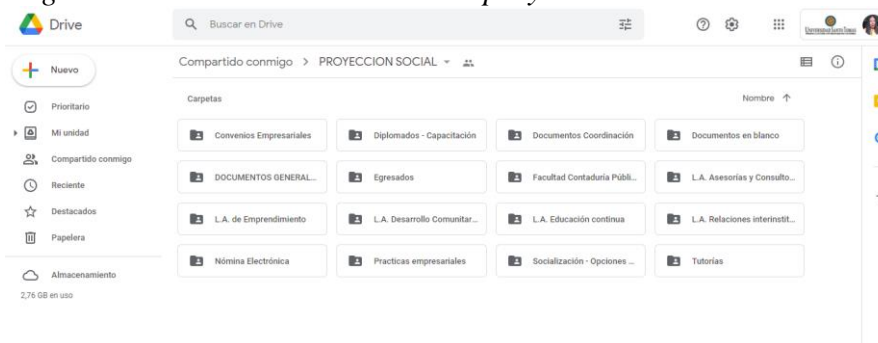 Drive
Buscar en Drive
Nuevo
Compartido conmigo > PROYECCION SOCIAL
Prioritario
Mi unidad
Compartido conmigo
Reciente
Destacados
Papelera
Almacenamiento
2,76 GB en uso
Carpetas
Nombre
Convenios Empresariales
Diplomados - Capacitación
Documentos Coordinación
Documentos en blanco
DOCUMENTOS GENERAL...
Egresados
Facultad Contaduría Públi...
L.A. Asesorías y Consulto...
L.A. de Emprendimiento
L.A. Desarrollo Comunitar...
L.A. Educación continua
L.A. Relaciones interinstit...
Nómina Electrónica
Practicas empresariales
Socialización - Opciones ...
Tutorías